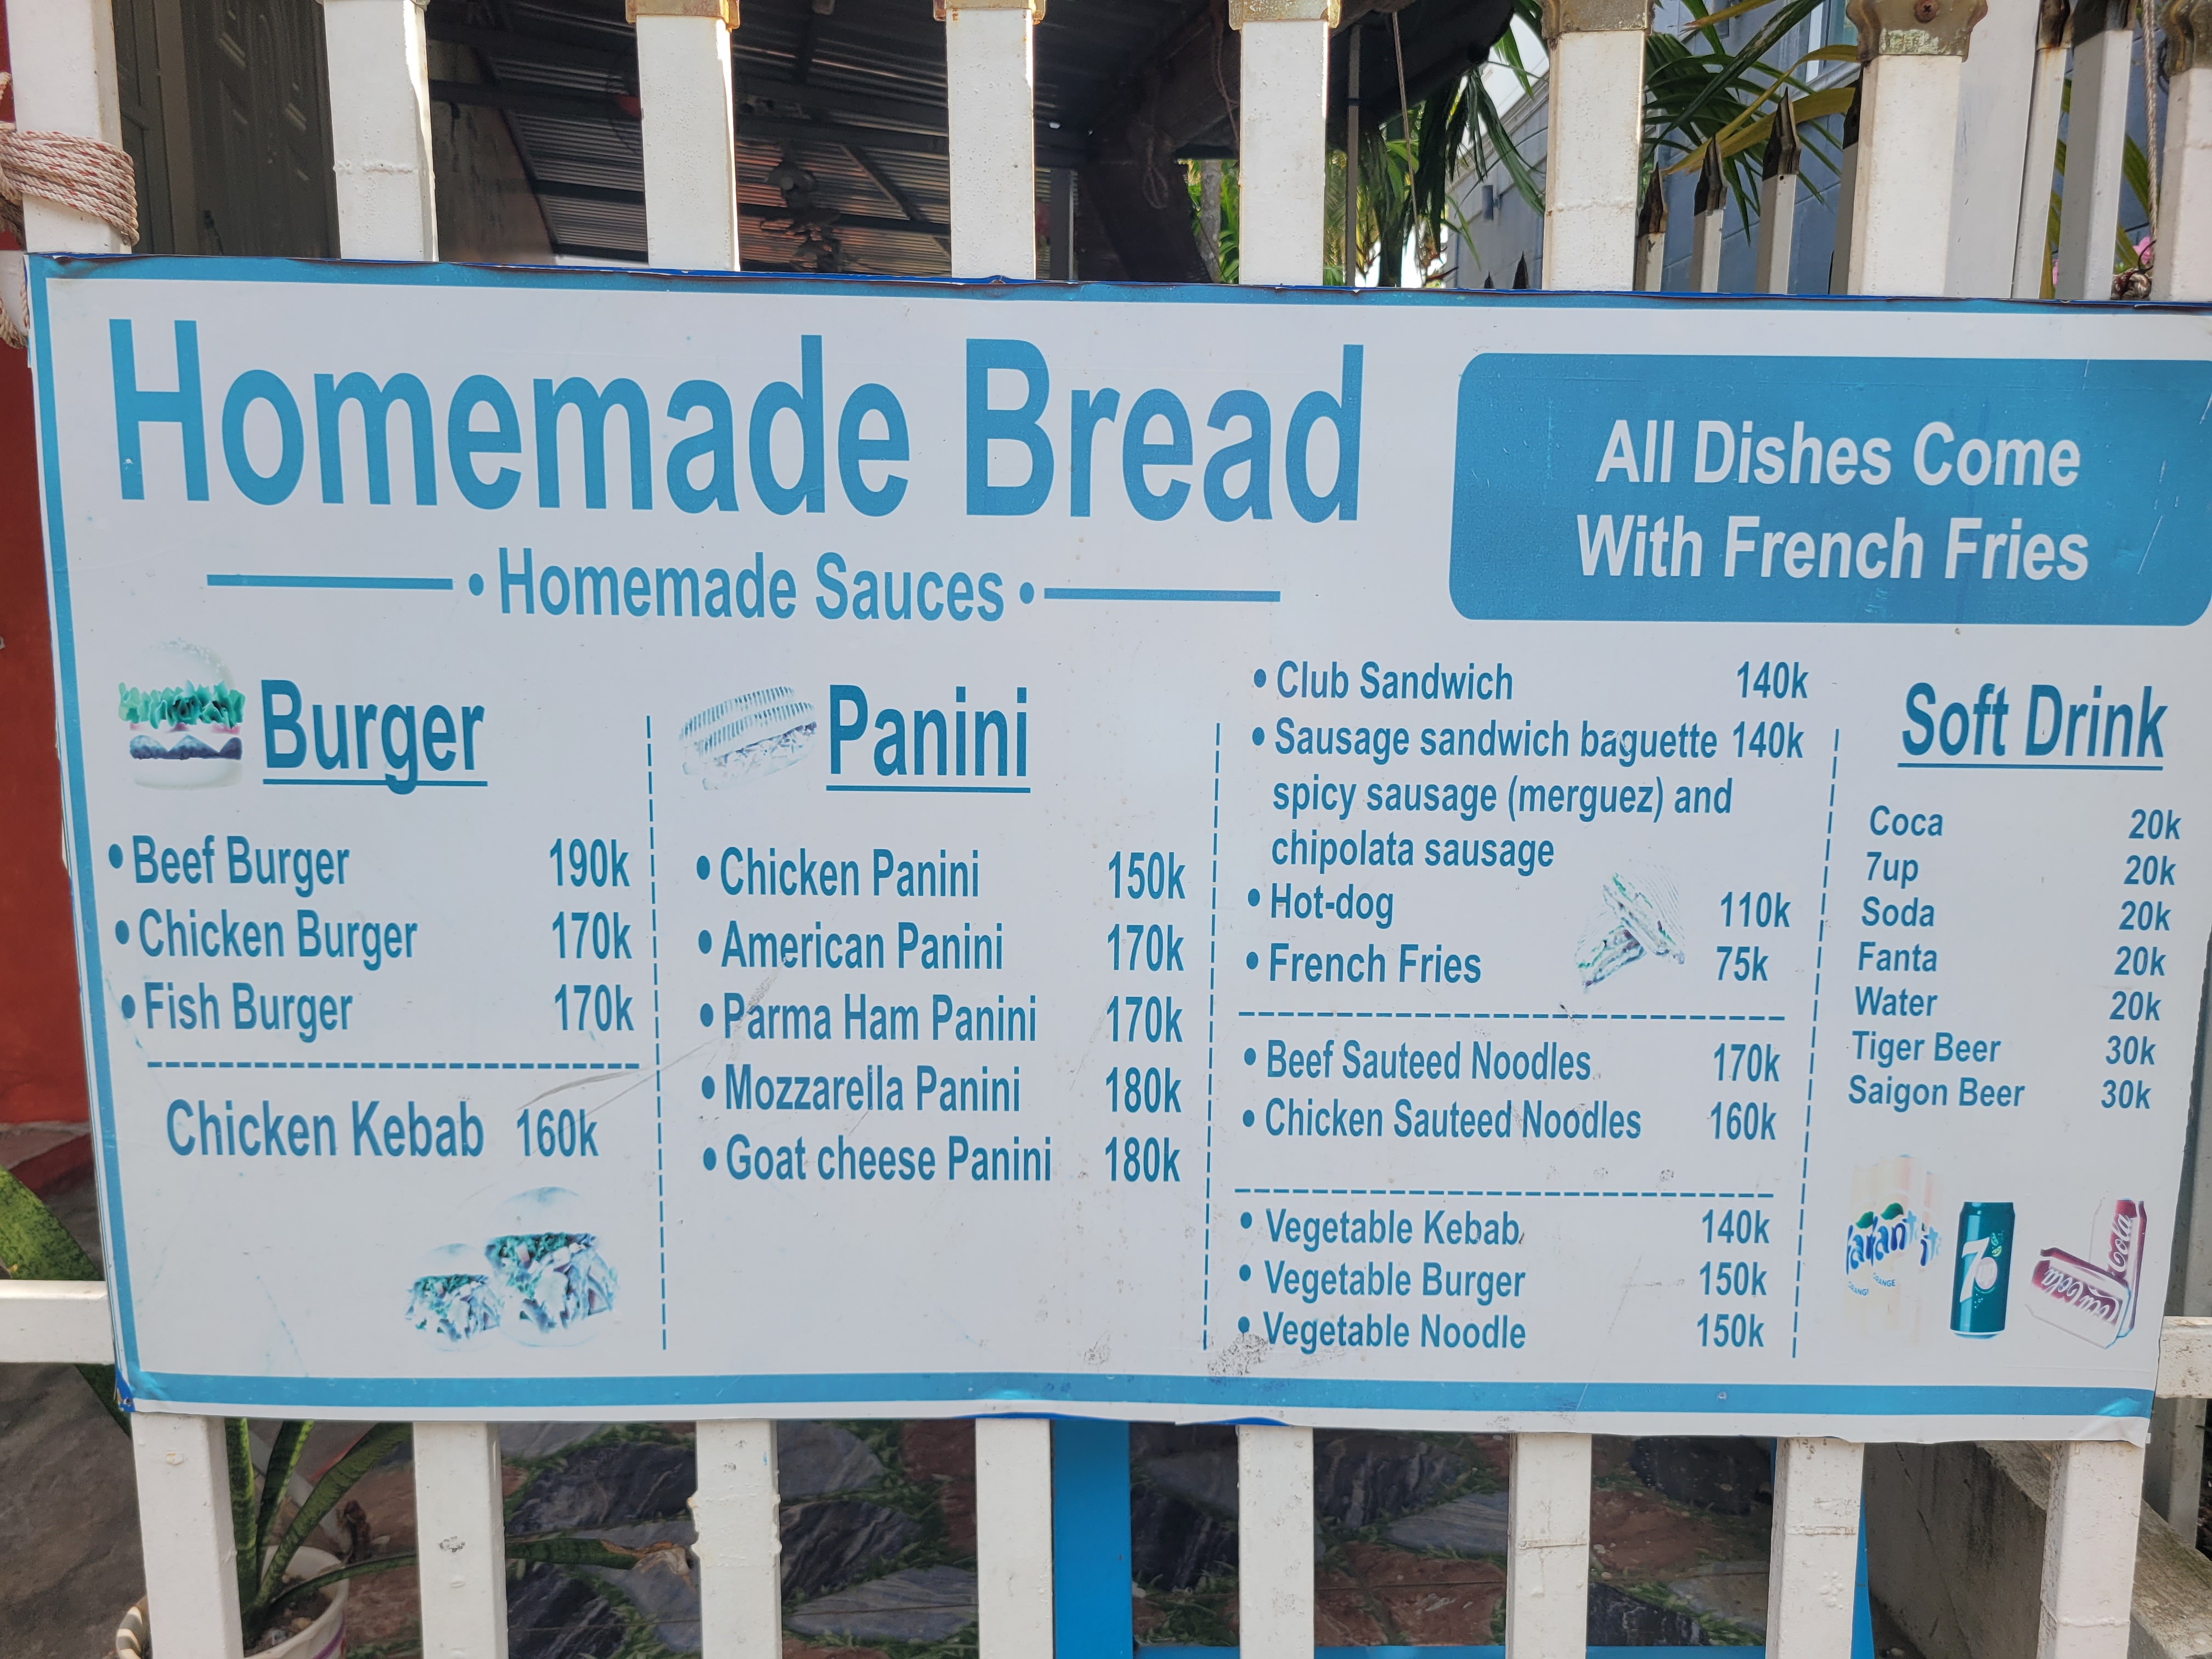 Homemade Bread
• Homemade Sauces •
All Dishes Come
With French Fries
Burger
• Beef Burger 190k
• Chicken Burger 170k
• Fish Burger 170k
Chicken Kebab 160k
Panini
• Chicken Panini 150k
• American Panini 170k
• Parma Ham Panini 170k
• Mozzarella Panini 180k
• Goat cheese Panini 180k
• Club Sandwich 140k
• Sausage sandwich baguette 140k
spicy sausage (merguez) and
chipolata sausage
• Hot-dog 110k
• French Fries 75k
• Beef Sauteed Noodles 170k
• Chicken Sauteed Noodles 160k
• Vegetable Kebab 140k
• Vegetable Burger 150k
• Vegetable Noodle 150k
Soft Drink
Coca 20k
7up 20k
Soda 20k
Fanta 20k
Water 20k
Tiger Beer 30k
Saigon Beer 30k
ORANGE
7
Cola